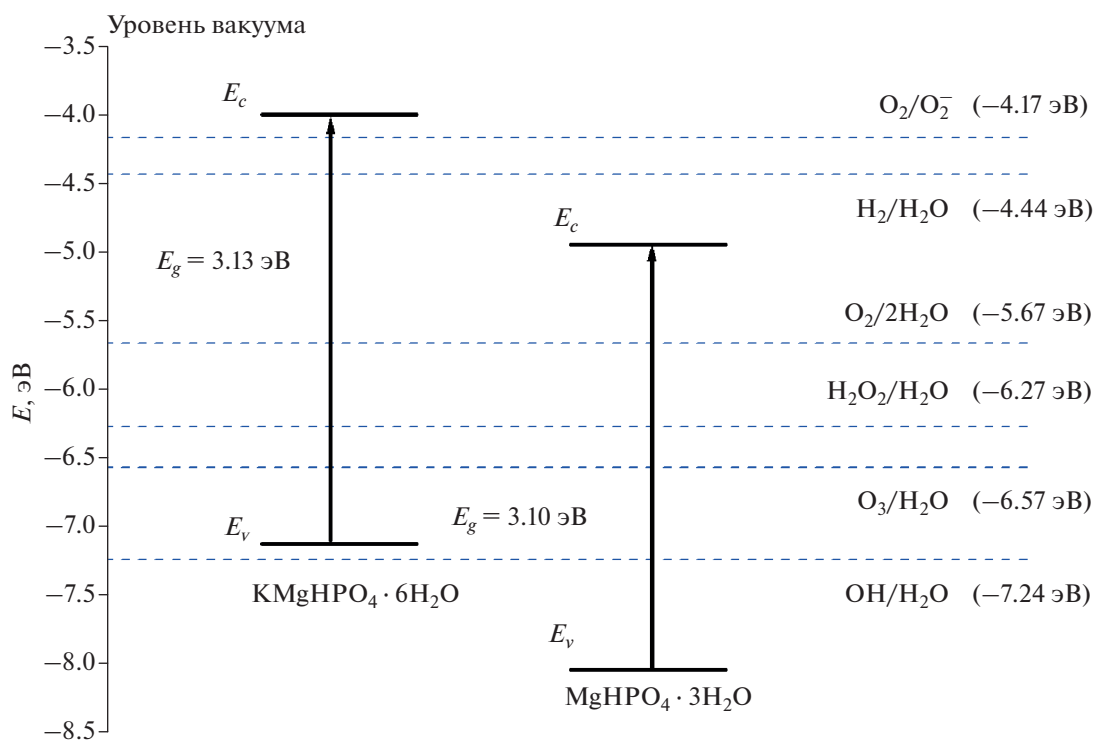 Уровень вакуума
−3.5
−4.0
−4.5
−5.0
−5.5
−6.0
−6.5
−7.0
−7.5
−8.0
−8.5
E, эВ
E_c
E_g = 3.13 эВ
E_v
KMgHPO₄ · 6H₂O
E_c
E_g = 3.10 эВ
E_v
MgHPO₄ · 3H₂O
O₂/O₂⁻ (−4.17 эВ)
H₂/H₂O (−4.44 эВ)
O₂/2H₂O (−5.67 эВ)
H₂O₂/H₂O (−6.27 эВ)
O₃/H₂O (−6.57 эВ)
OH/H₂O (−7.24 эВ)